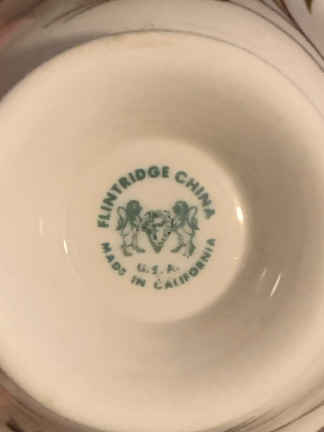 FLINTRIDGE CHINA
U.S.A.
MADE IN CALIFORNIA